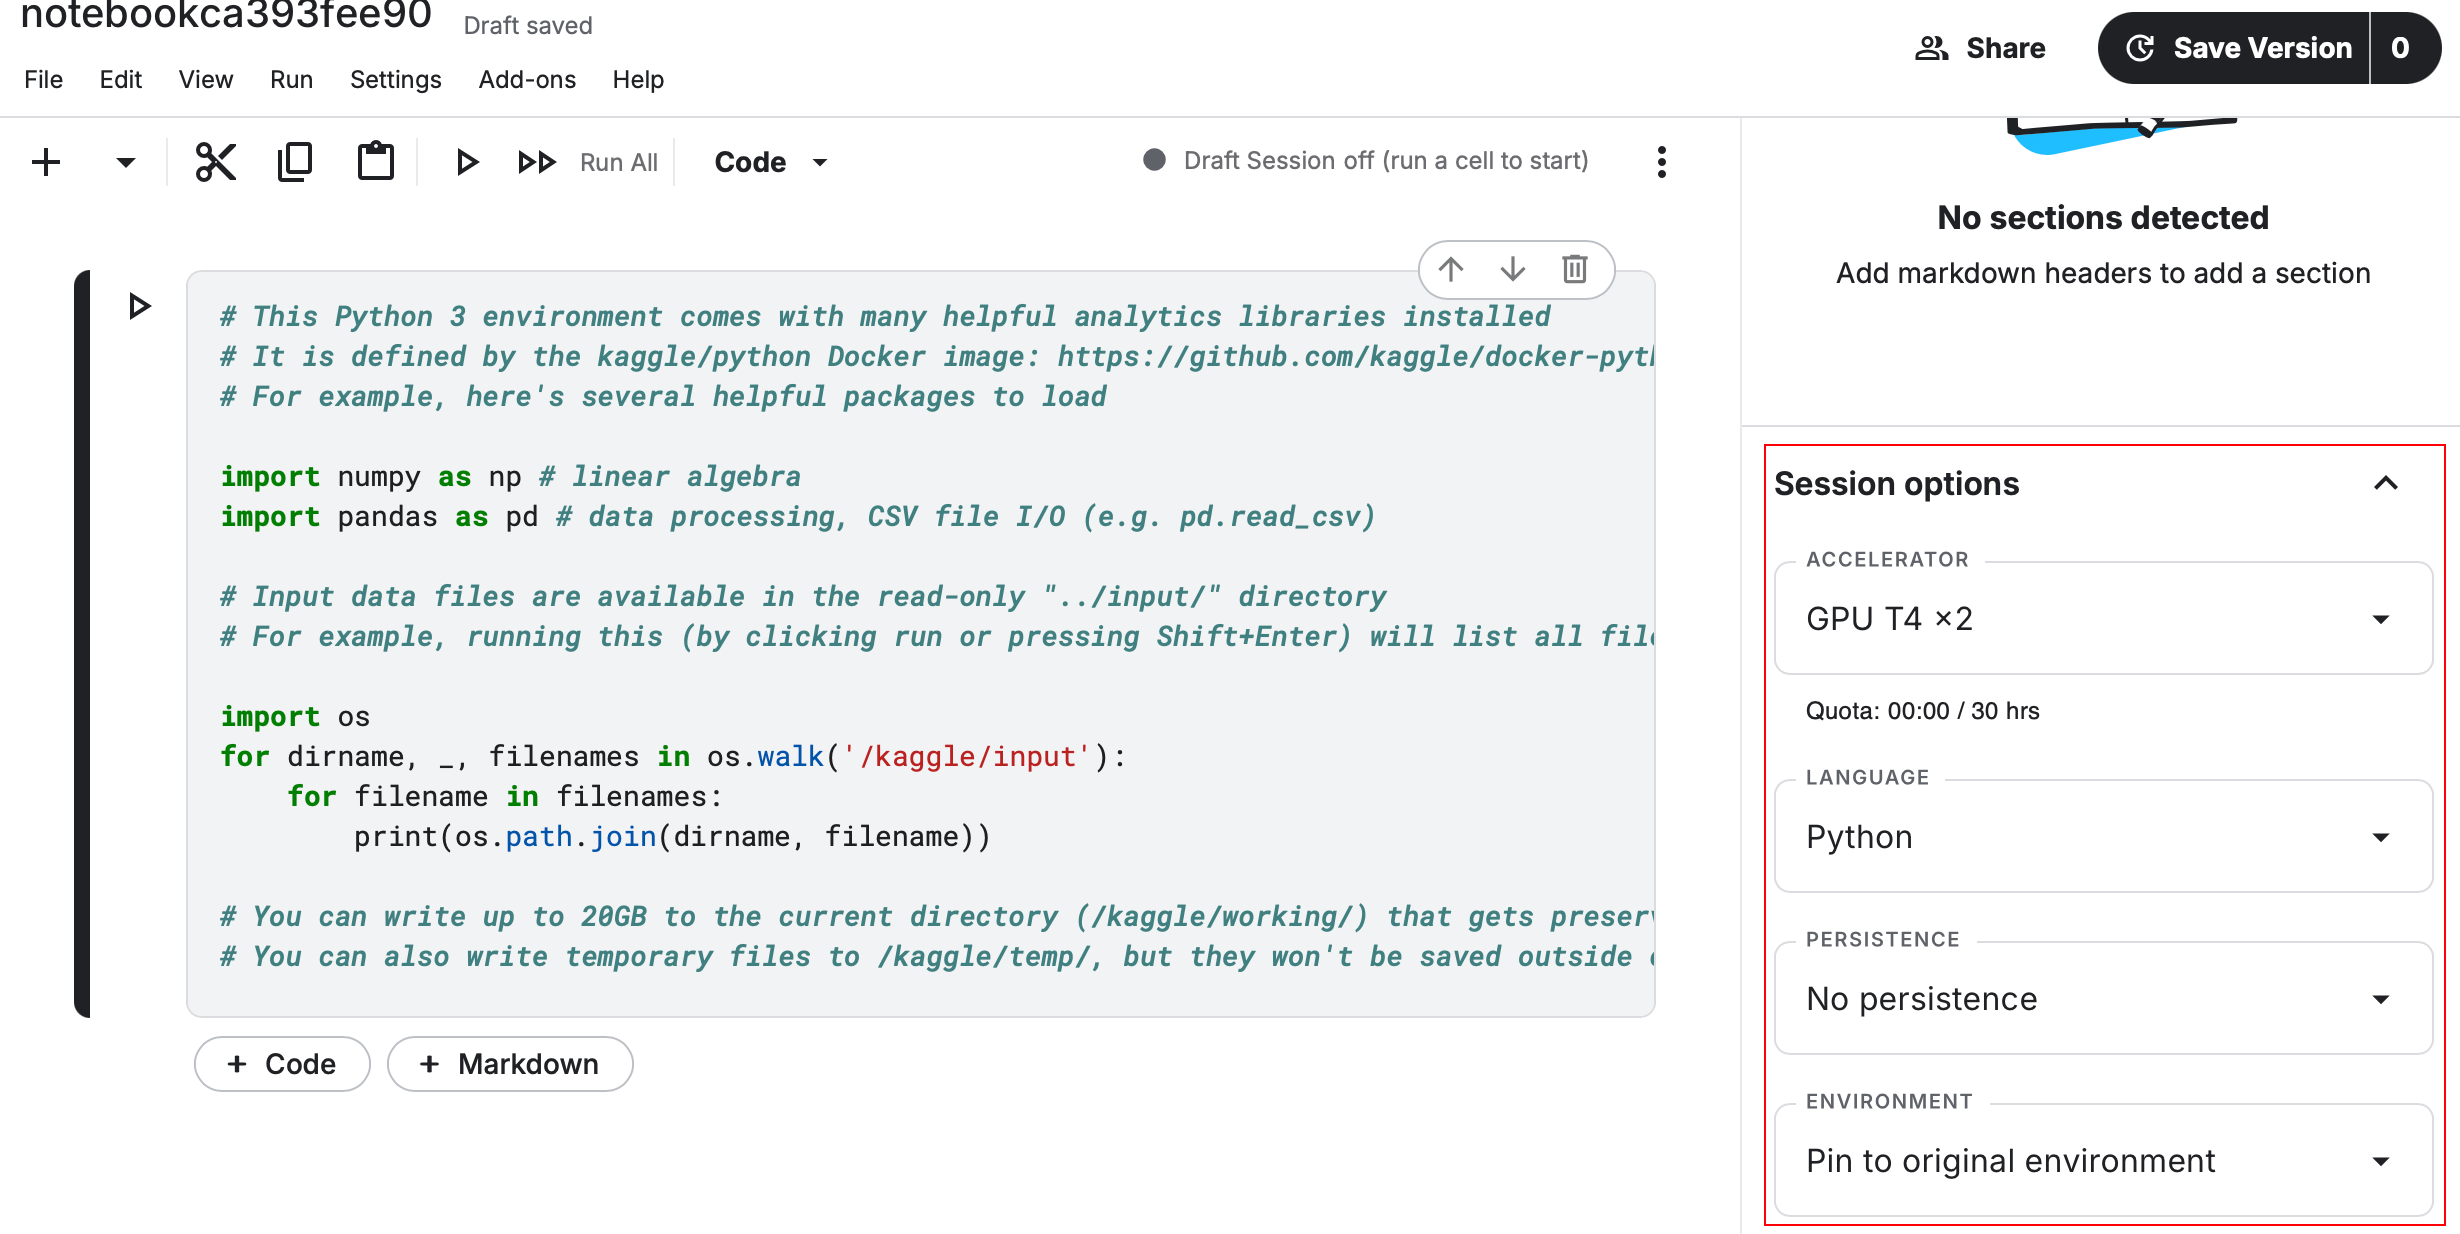 notebookca393fee90
Draft saved
File Edit View Run Settings Add-ons Help
Share
Save Version 0
Run All
Code
Draft Session off (run a cell to start)
# This Python 3 environment comes with many helpful analytics libraries installed
# It is defined by the kaggle/python Docker image: https://github.com/kaggle/docker-pyth
# For example, here's several helpful packages to load
import numpy as np # linear algebra
import pandas as pd # data processing, CSV file I/O (e.g. pd.read_csv)
# Input data files are available in the read-only "../input/" directory
# For example, running this (by clicking run or pressing Shift+Enter) will list all file
import os
for dirname, _, filenames in os.walk('/kaggle/input'):
for filename in filenames:
print(os.path.join(dirname, filename))
# You can write up to 20GB to the current directory (/kaggle/working/) that gets preserv
# You can also write temporary files to /kaggle/temp/, but they won't be saved outside
+ Code
+ Markdown
No sections detected
Add markdown headers to add a section
Session options
ACCELERATOR
GPU T4 ×2
Quota: 00:00 / 30 hrs
LANGUAGE
Python
PERSISTENCE
No persistence
ENVIRONMENT
Pin to original environment